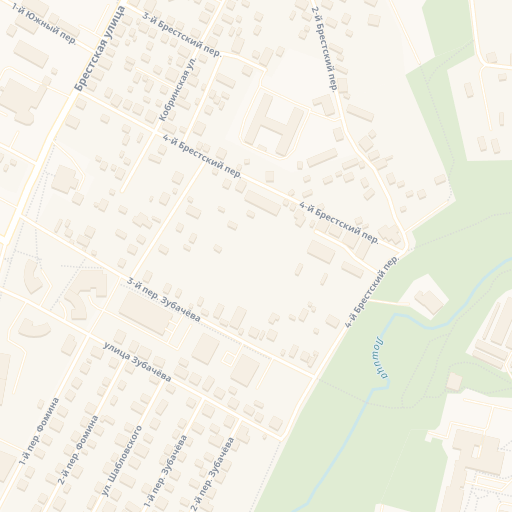 1-й Южный пер.
Брестская улица
3-й Брестский пер.
2-й Брестский пер.
Кобринская ул.
4-й Брестский пер.
4-й Брестский пер.
4-й Брестский пер.
3-й пер. Зубачёва
Лошица
улица Зубачёва
1-й пер. Фомина
2-й пер. Фомина
ул. Шабловского
1-й пер. Зубачёва
2-й пер. Зубачёва